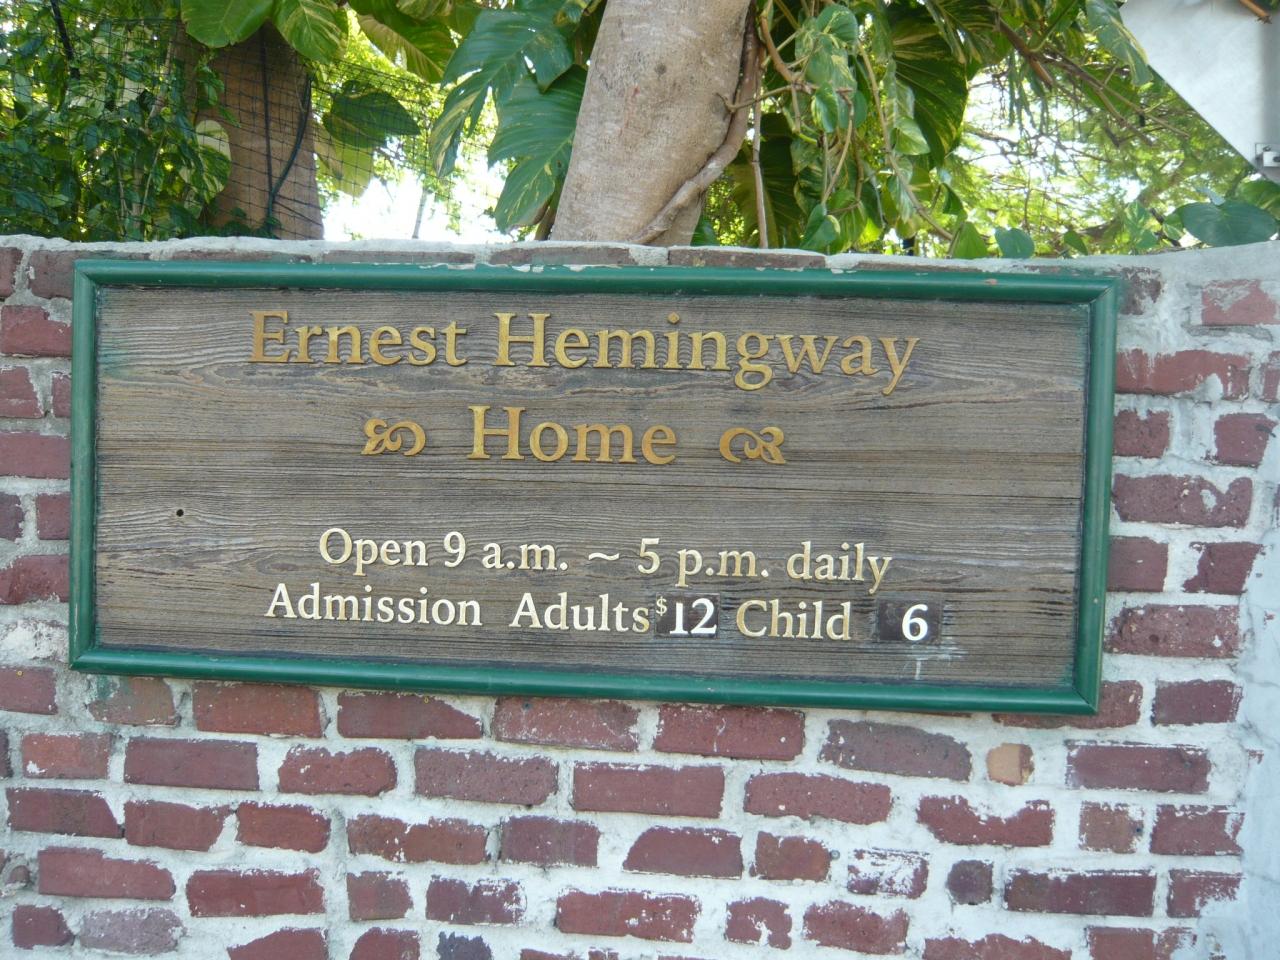 Ernest Hemingway
Home
Open 9 a.m. ~ 5 p.m. daily
Admission Adults $12 Child 6